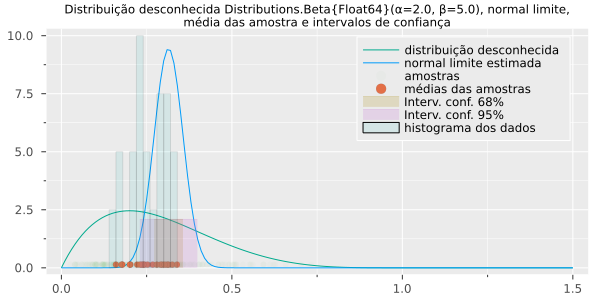 Distribuição desconhecida Distributions.Beta{Float64}(α=2.0, β=5.0), normal limite,
média da amostra e intervalos de confiança
10.0
7.5
5.0
2.5
0.0
distribuição desconhecida
normal limite estimada
amostras
médias das amostras
Interv. conf. 68%
Interv. conf. 95%
histograma dos dados
0.0
0.5
1.0
1.5